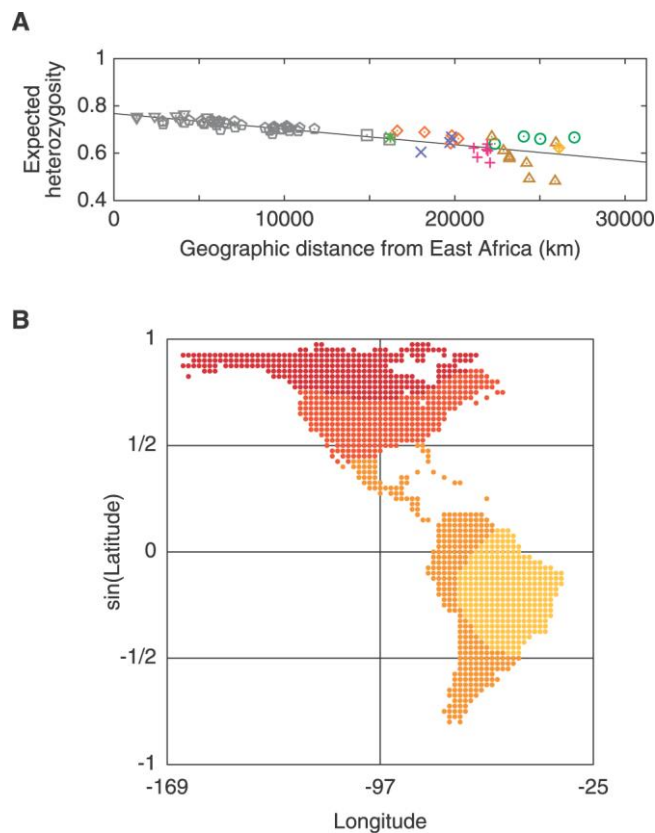 A
Expected
heterozygosity
1
0.8
0.6
0.4
0
10000
20000
30000
Geographic distance from East Africa (km)
B
sin(Latitude)
1
1/2
0
-1/2
-1
-169
-97
-25
Longitude